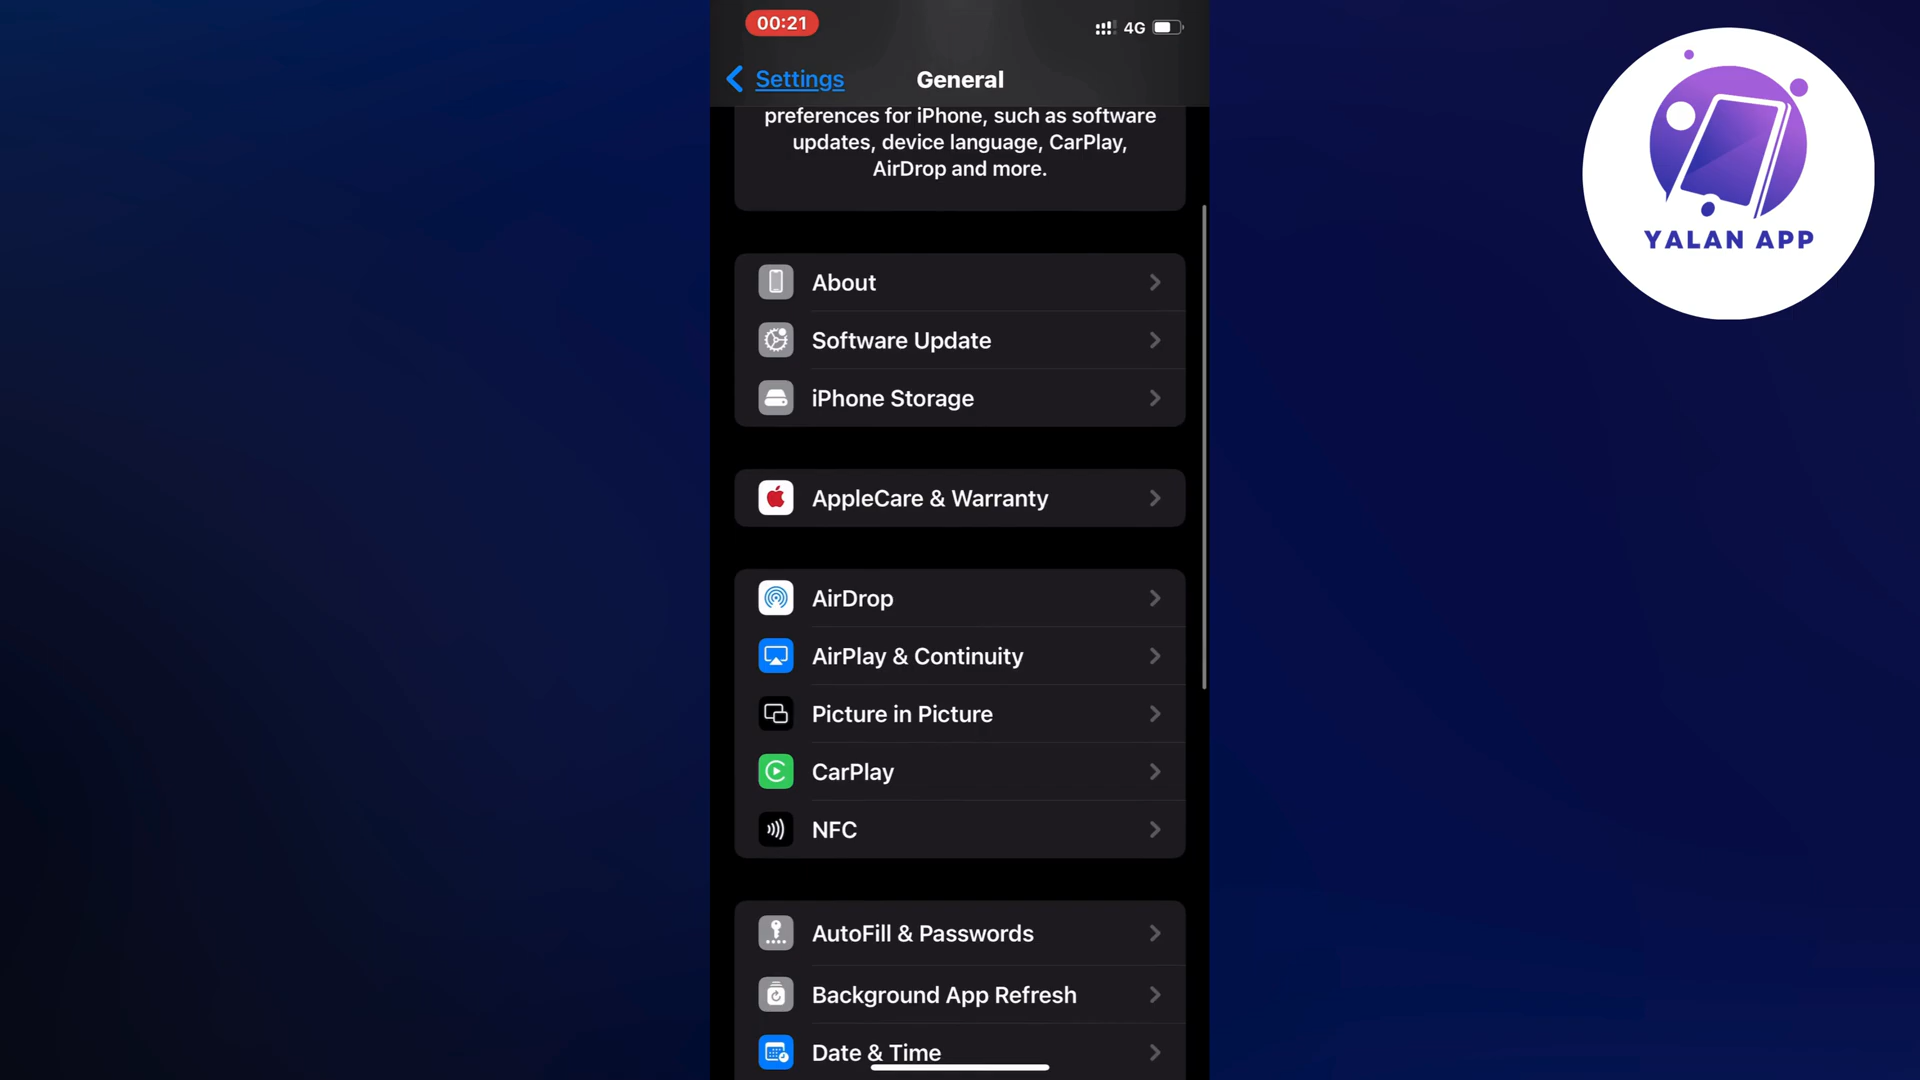 00:21
4G
Settings
General
preferences for iPhone, such as software
updates, device language, CarPlay,
AirDrop and more.
About
Software Update
iPhone Storage
AppleCare & Warranty
AirDrop
AirPlay & Continuity
Picture in Picture
CarPlay
NFC
AutoFill & Passwords
Background App Refresh
Date & Time
YALAN APP